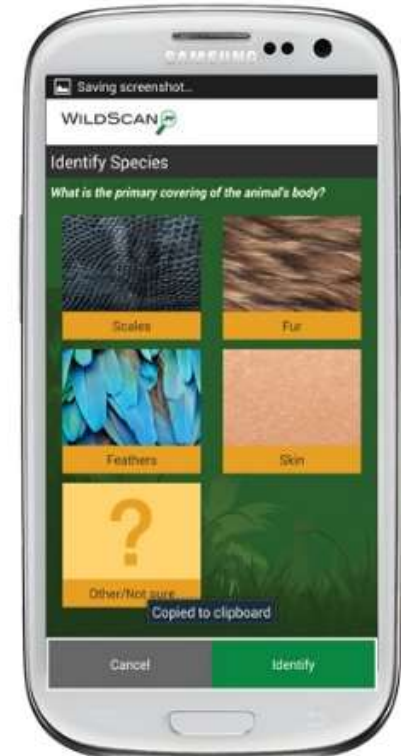 SAMSUNG
Saving screenshot...
WILDSCAN
Identify Species
What is the primary covering of the animal's body?
Scales
Fur
Feathers
Skin
?
Other/Not sure
Copied to clipboard
Cancel
Identify